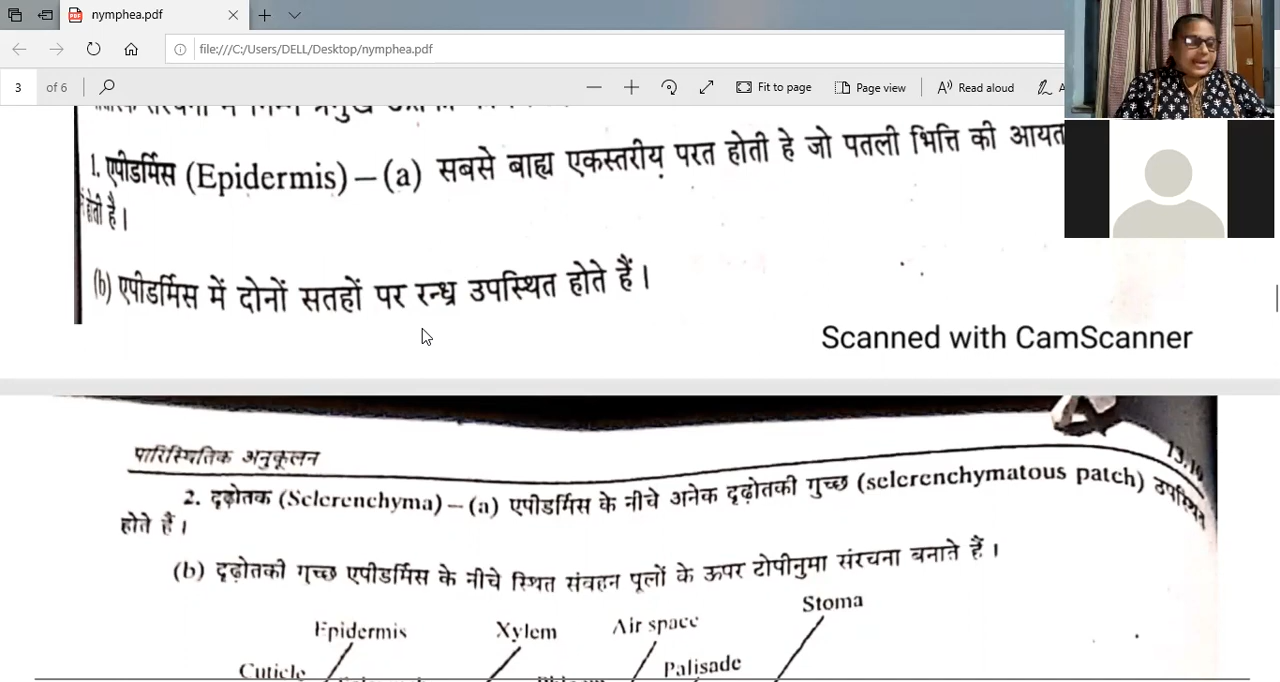 nymphea.pdf
file:///C:/Users/DELL/Desktop/nymphea.pdf
3 of 6
Fit to page
Page view
Read aloud
1. एपीडर्मिस (Epidermis) – (a) सबसे बाह्य एकस्तरीय परत होती हे जो पतली भित्ति की
होती है।
(b) एपीडर्मिस में दोनों सतहों पर रन्ध्र उपस्थित होते हैं।
Scanned with CamScanner
पारिस्थितिक अनुकूलन
13.19
2. दृढ़ोतक (Sclerenchyma) – (a) एपीडर्मिस के नीचे अनेक दृढ़ोतकी गुच्छ (sclerenchymatous patch) उपस्थित
होते हैं।
(b) दृढ़ोतकी गुच्छ एपीडर्मिस के नीचे स्थित संवहन पूलों के ऊपर टोपीनुमा संरचना बनाते हैं।
Stoma
Epidermis
Xylem
Air space
Cuticle
Palisade